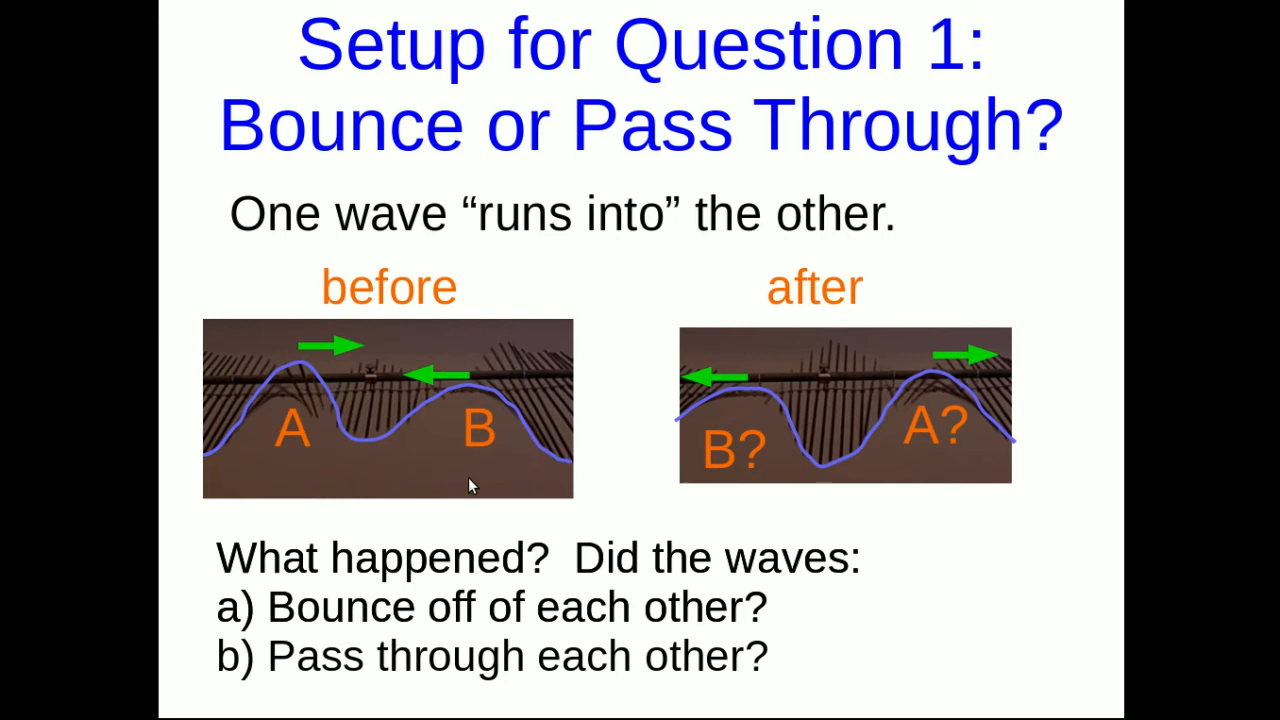 Setup for Question 1:
Bounce or Pass Through?
One wave “runs into” the other.
before
after
A
B
B?
A?
What happened?  Did the waves:
a) Bounce off of each other?
b) Pass through each other?